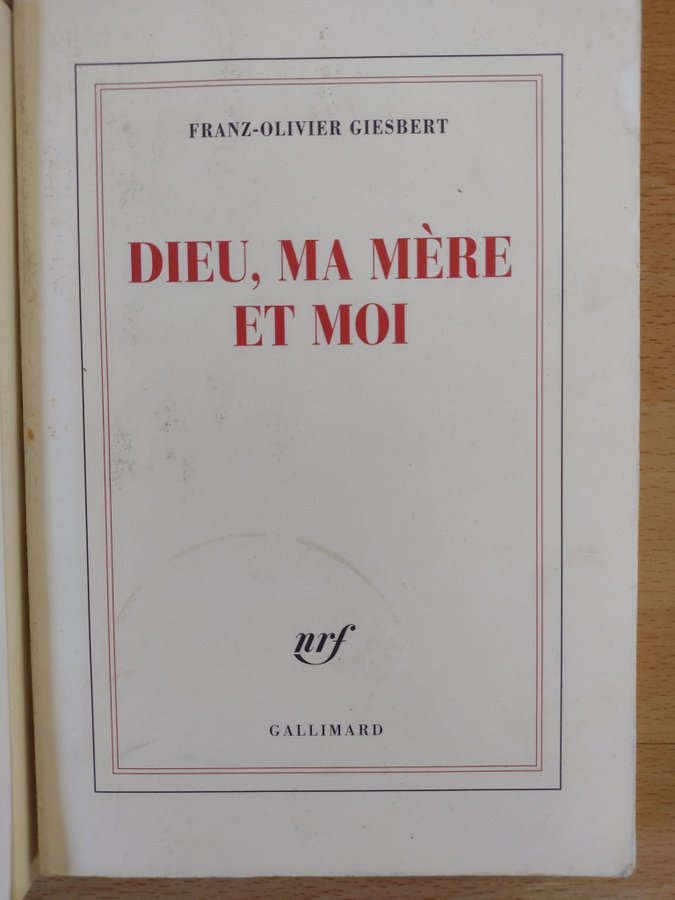 FRANZ-OLIVIER GIESBERT
DIEU, MA MÈRE
ET MOI
nrf
GALLIMARD